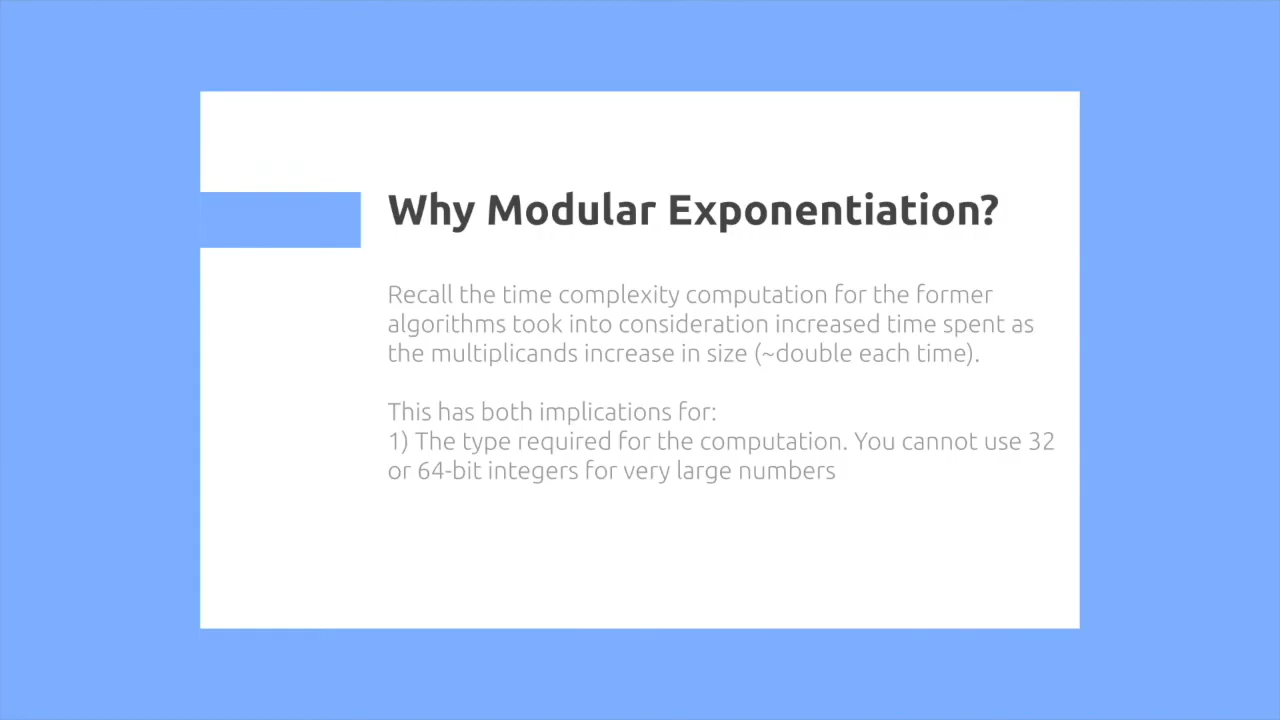 Why Modular Exponentiation?
Recall the time complexity computation for the former
algorithms took into consideration increased time spent as
the multiplicands increase in size (~double each time).
This has both implications for:
1) The type required for the computation. You cannot use 32
or 64-bit integers for very large numbers